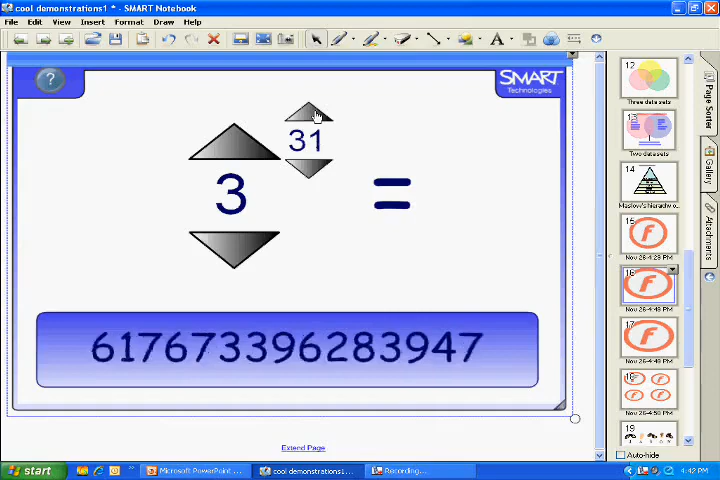 cool demonstrations1 * - SMART Notebook
File Edit View Insert Format Draw Help
?
SMART
Technologies
31
3 =
617673396283947
Extend Page
12
Three data sets
13
Two data sets
14
15
Nov 26-4:28 PM
16
Nov 26-4:48 PM
17
Nov 26-4:48 PM
18
Nov 26-4:50 PM
19
Page Sorter
Gallery
Attachments
Auto-hide
start
Microsoft PowerPoint ...
cool demonstrations1...
Recording...
4:42 PM